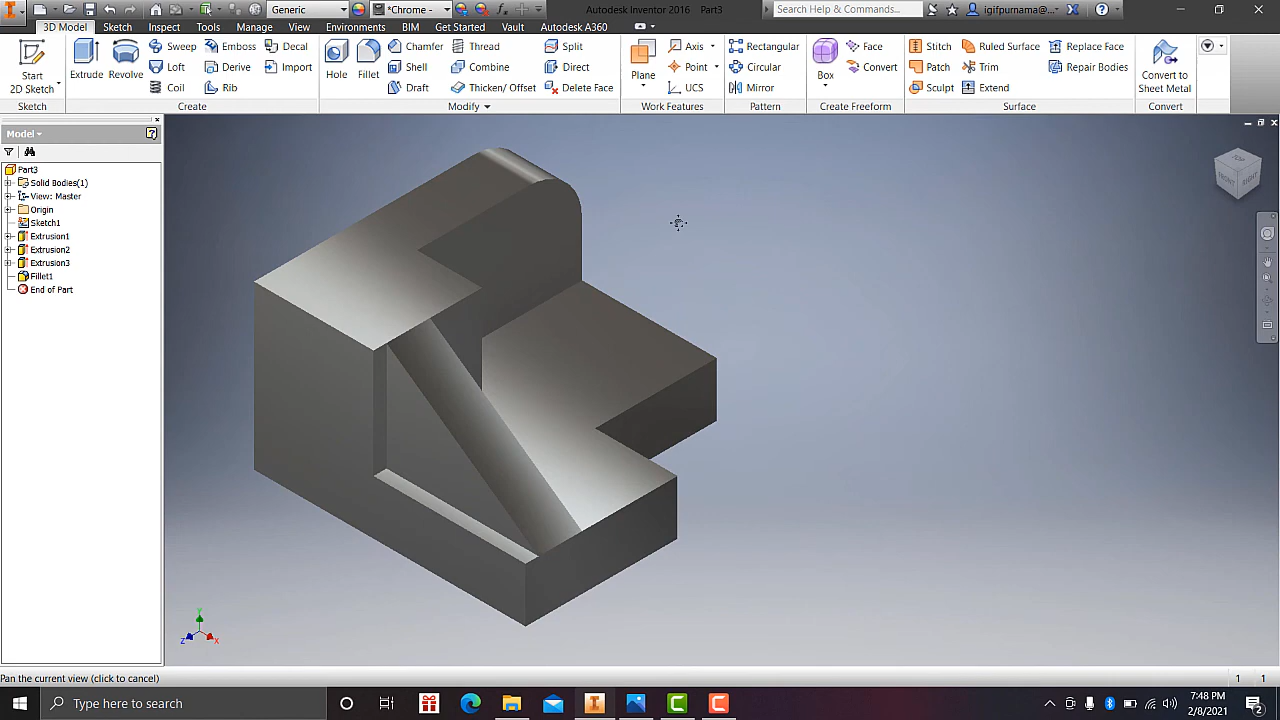 Generic
*Chrome -
Autodesk Inventor 2016 Part3
Search Help & Commands...
igifpurnama@...
3D Model Sketch Inspect Tools Manage View Environments BIM Get Started Vault Autodesk A360
Start
2D Sketch
Sketch
Extrude
Revolve
Sweep
Loft
Coil
Emboss
Derive
Rib
Decal
Import
Create
Hole
Fillet
Chamfer
Shell
Draft
Thread
Combine
Thicken/ Offset
Split
Direct
Delete Face
Modify
Plane
Axis
Point
UCS
Work Features
Rectangular
Circular
Mirror
Pattern
Box
Face
Convert
Create Freeform
Stitch
Patch
Sculpt
Ruled Surface
Trim
Extend
Replace Face
Repair Bodies
Surface
Convert to
Sheet Metal
Convert
Model
Part3
Solid Bodies(1)
View: Master
Origin
Sketch1
Extrusion1
Extrusion2
Extrusion3
Fillet1
End of Part
TOP
FRONT
RIGHT
Y
Z
X
Pan the current view (click to cancel)
1 1
Type here to search
7:48 PM
2/8/2021
2